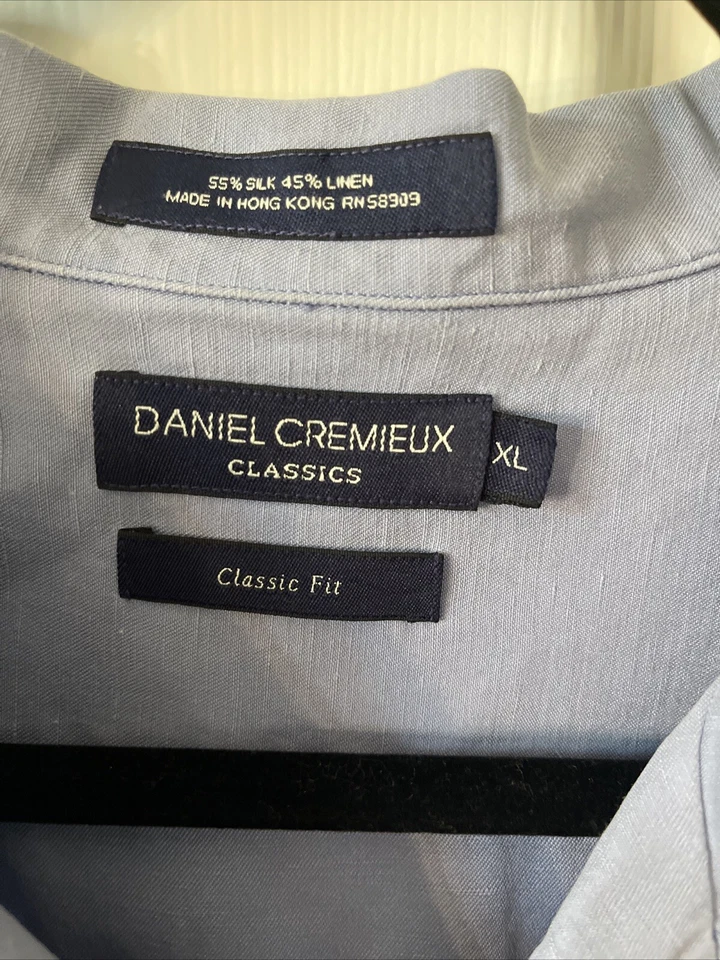 55% SILK 45% LINEN
MADE IN HONG KONG RN58909
DANIEL CREMIEUX
CLASSICS
XL
Classic Fit